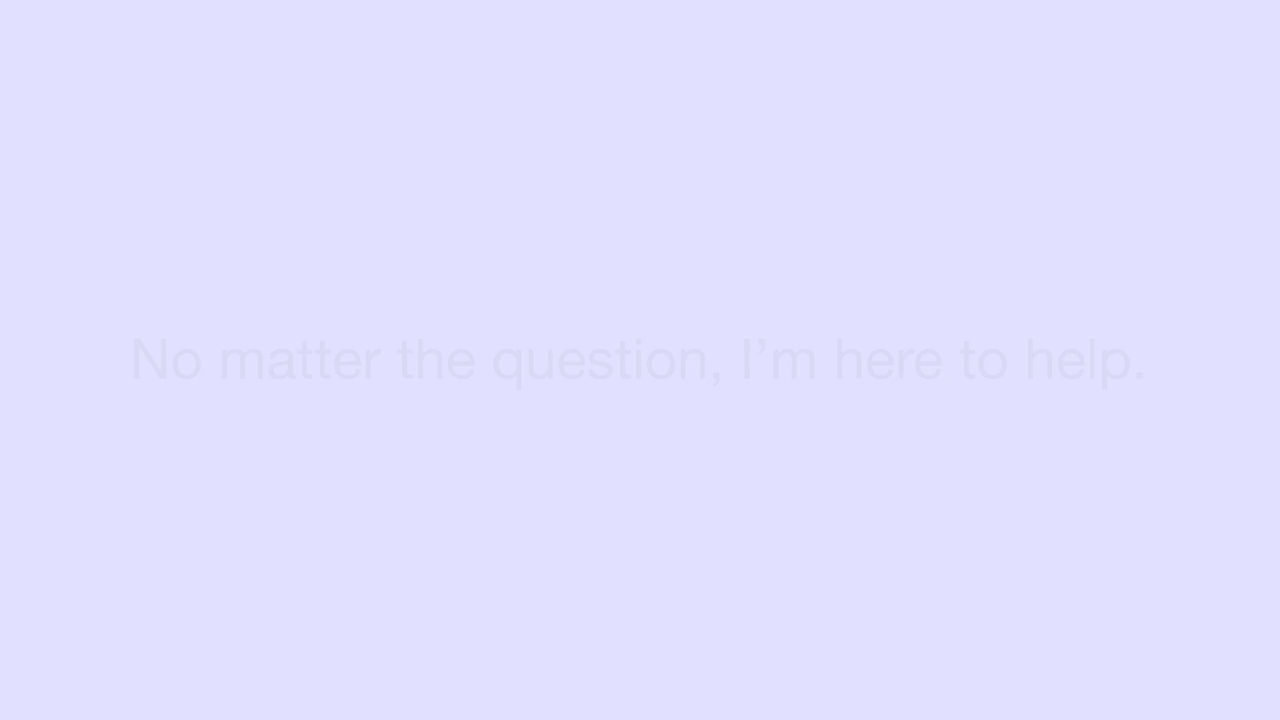 No matter the question, I’m here to help.